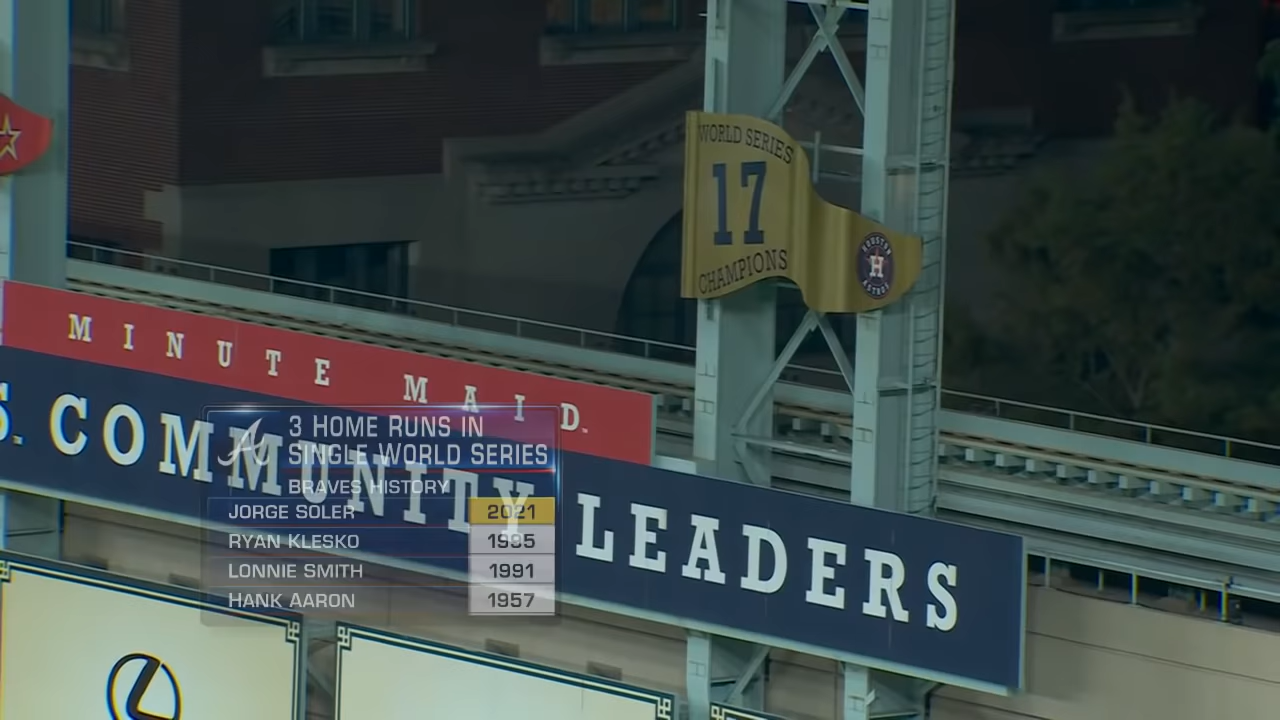 WORLD SERIES
17
CHAMPIONS
HOUSTON
H
ASTROS
MINUTE MAID™
S. COMMUNITY LEADERS
3 HOME RUNS IN
SINGLE WORLD SERIES
BRAVES HISTORY
JORGE SOLER 2021
RYAN KLESKO 1995
LONNIE SMITH 1991
HANK AARON 1957